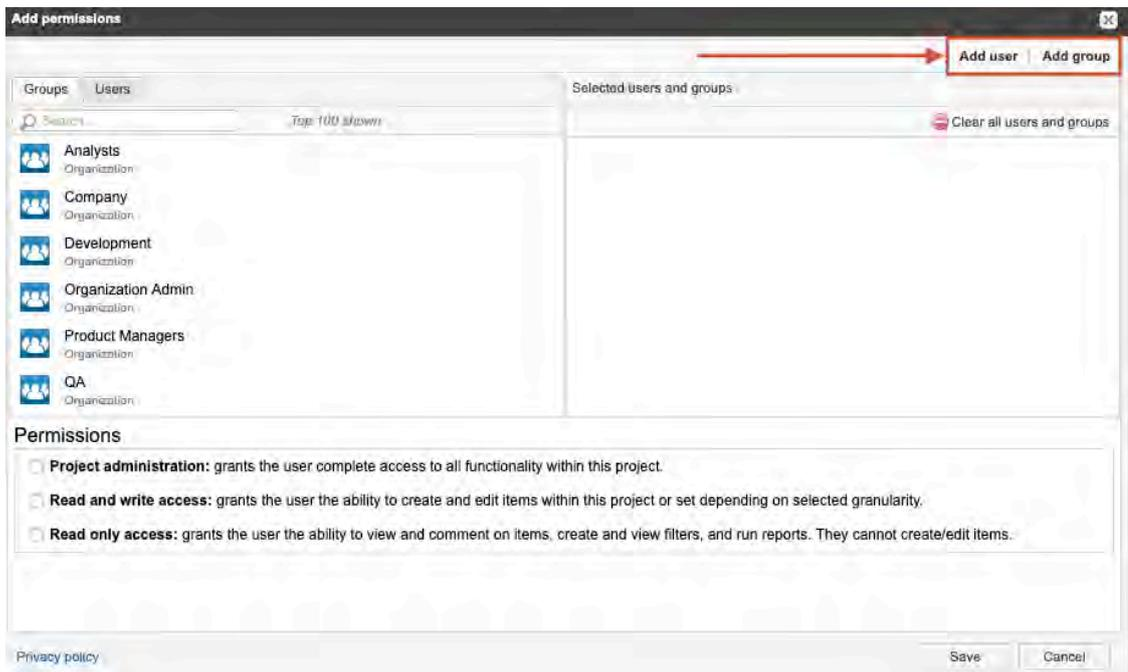 Add permissions
Add user | Add group
Groups Users
Selected users and groups
Search... Top 100 shown
Clear all users and groups
Analysts
Organization
Company
Organization
Development
Organization
Organization Admin
Organization
Product Managers
Organization
QA
Organization
Permissions
Project administration: grants the user complete access to all functionality within this project.
Read and write access: grants the user the ability to create and edit items within this project or set depending on selected granularity.
Read only access: grants the user the ability to view and comment on items, create and view filters, and run reports. They cannot create/edit items.
Privacy policy
Save Cancel